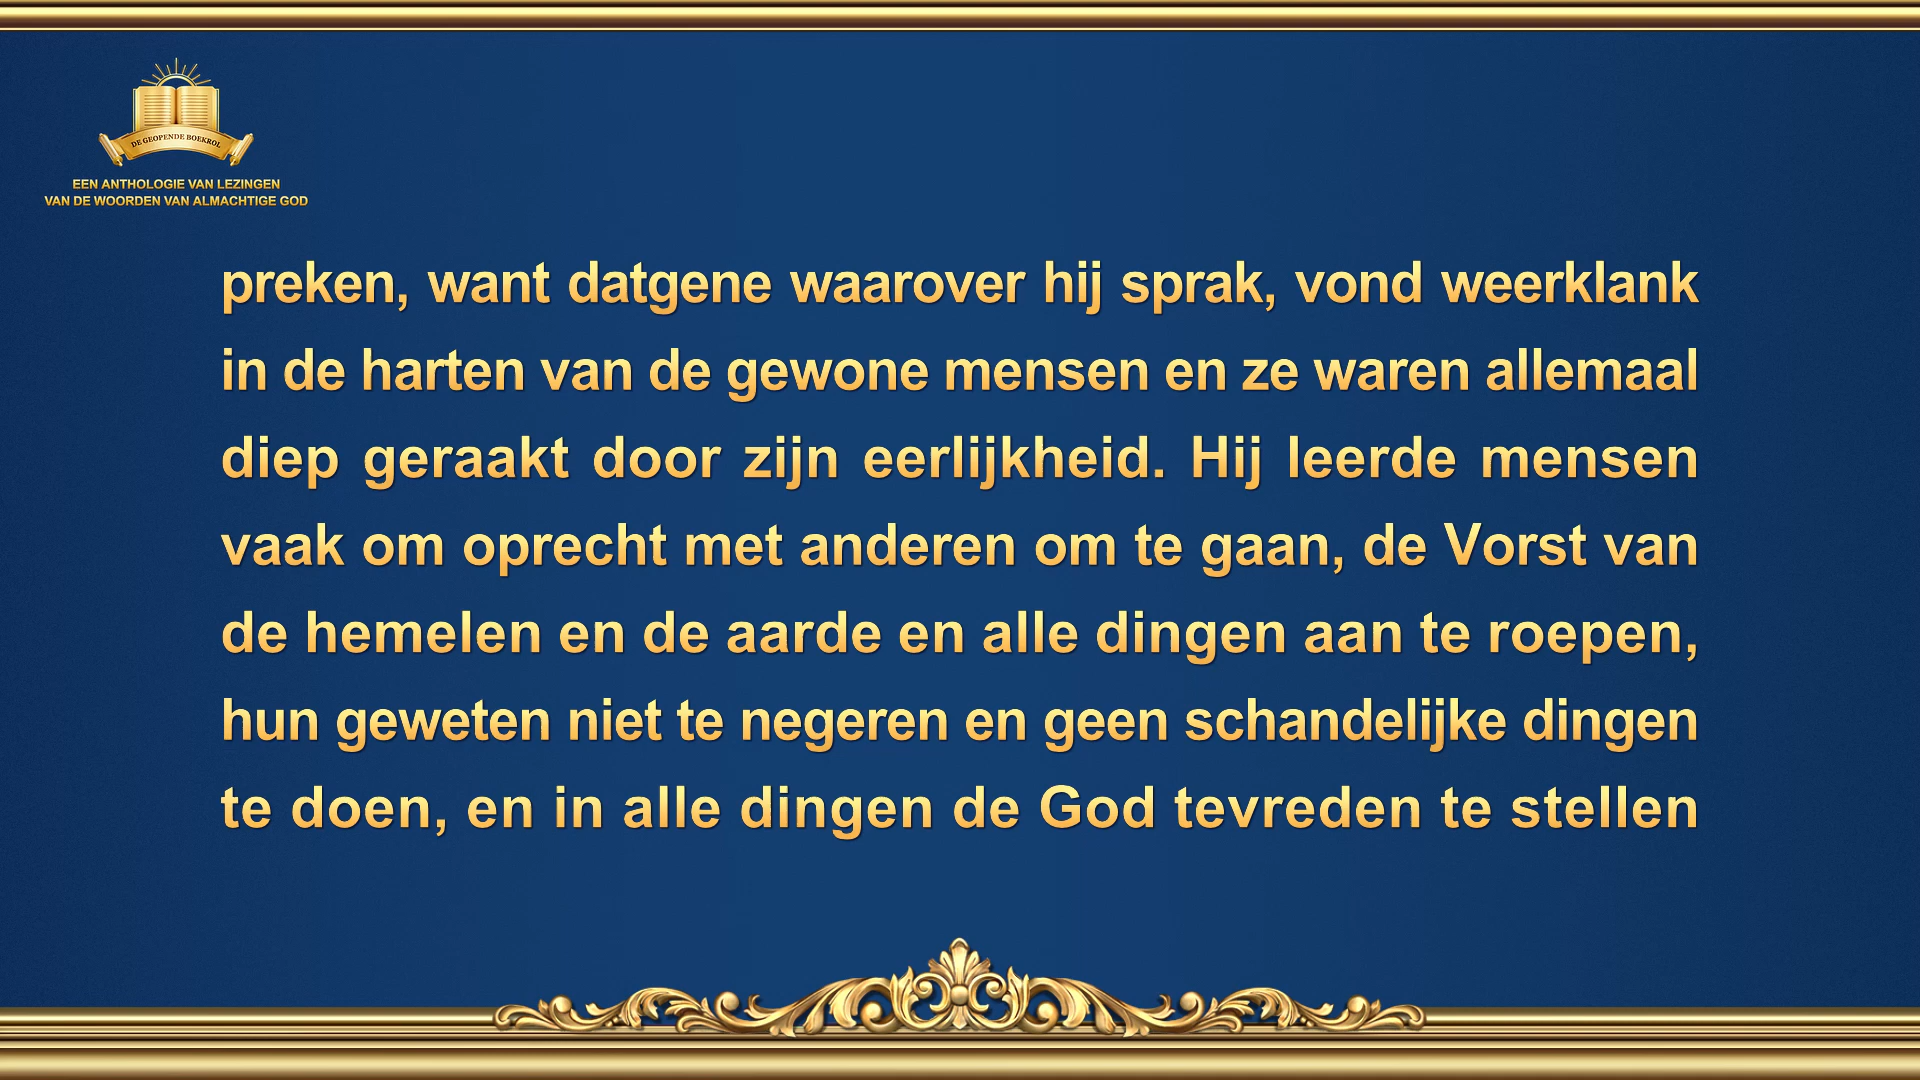 DE GEOPENDE BOEKROL
EEN ANTHOLOGIE VAN LEZINGEN
VAN DE WOORDEN VAN ALMACHTIGE GOD
preken, want datgene waarover hij sprak, vond weerklank
in de harten van de gewone mensen en ze waren allemaal
diep geraakt door zijn eerlijkheid. Hij leerde mensen
vaak om oprecht met anderen om te gaan, de Vorst van
de hemelen en de aarde en alle dingen aan te roepen,
hun geweten niet te negeren en geen schandelijke dingen
te doen, en in alle dingen de God tevreden te stellen